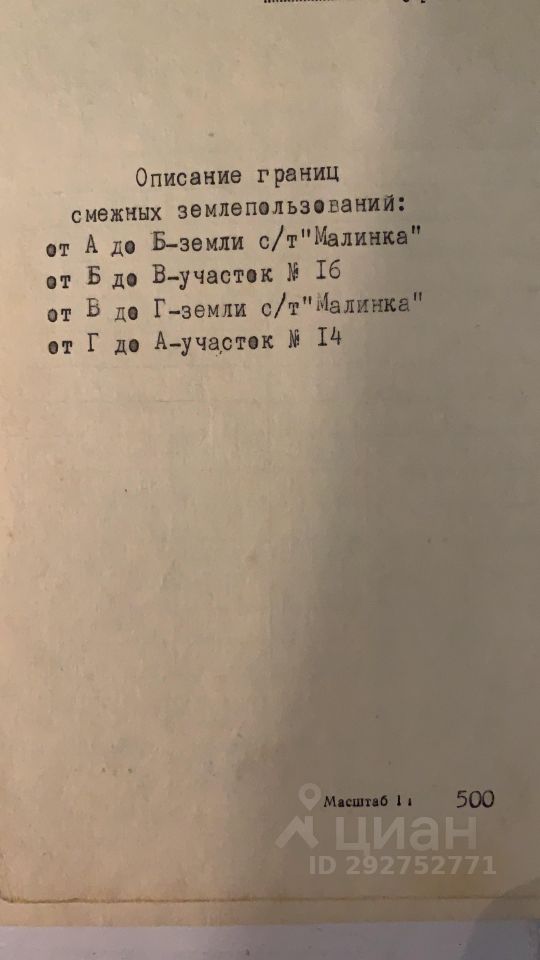 Описание границ
смежных землепользований:
от А до Б-земли с/т"Малинка"
от Б до В-участок № I6
от В до Г-земли с/т"Малинка"
от Г до А-участок № I4
Масштаб 1: 500
циан
ID 292752771